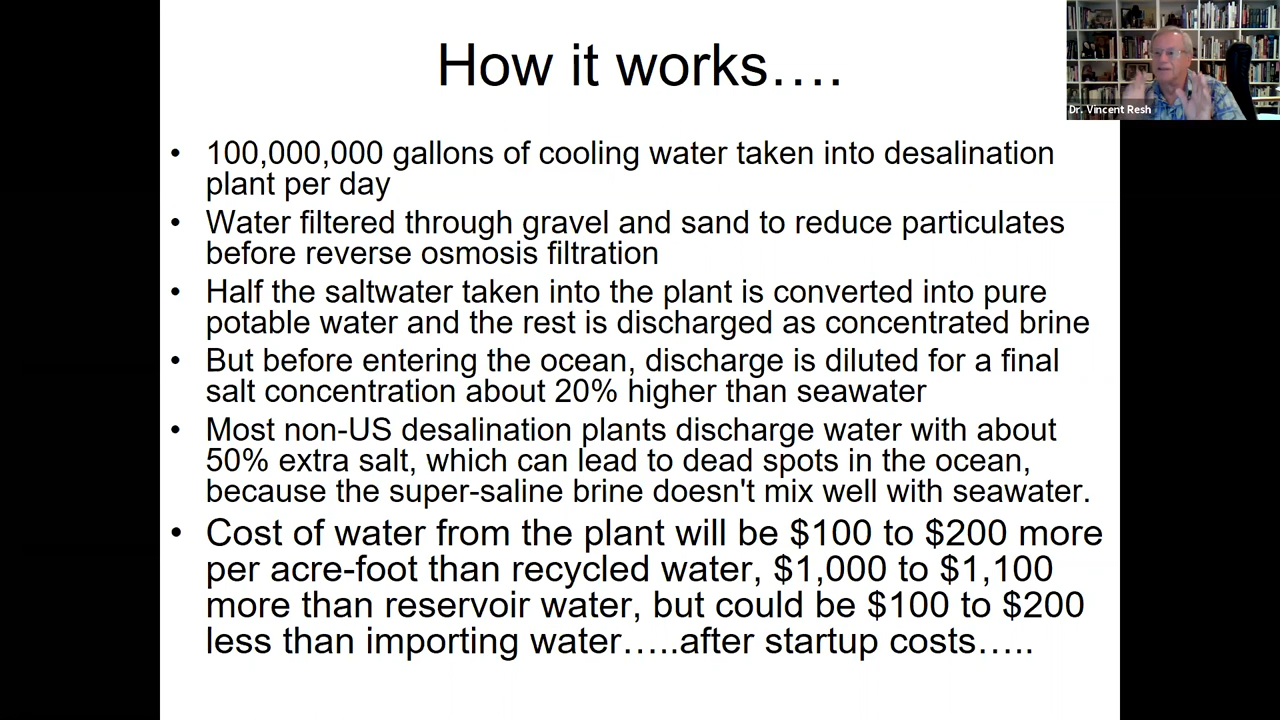 How it works….
Dr. Vincent Resh
• 100,000,000 gallons of cooling water taken into desalination
plant per day
• Water filtered through gravel and sand to reduce particulates
before reverse osmosis filtration
• Half the saltwater taken into the plant is converted into pure
potable water and the rest is discharged as concentrated brine
• But before entering the ocean, discharge is diluted for a final
salt concentration about 20% higher than seawater
• Most non-US desalination plants discharge water with about
50% extra salt, which can lead to dead spots in the ocean,
because the super-saline brine doesn't mix well with seawater.
• Cost of water from the plant will be $100 to $200 more
per acre-foot than recycled water, $1,000 to $1,100
more than reservoir water, but could be $100 to $200
less than importing water…..after startup costs…..